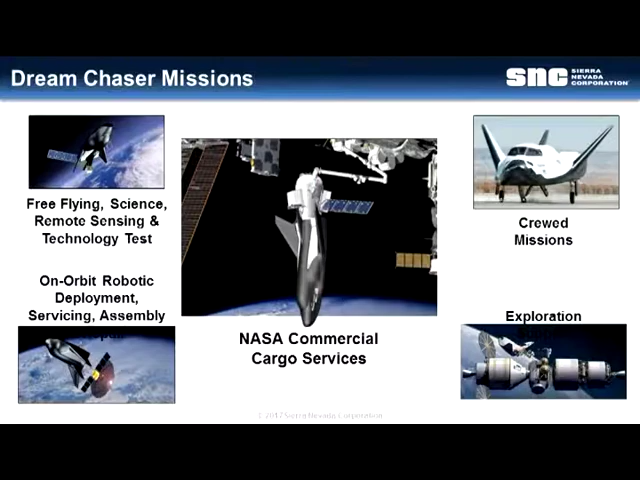 Dream Chaser Missions
snc SIERRA
NEVADA
CORPORATION
Free Flying, Science,
Remote Sensing &
Technology Test
On-Orbit Robotic
Deployment,
Servicing, Assembly
NASA Commercial
Cargo Services
Crewed
Missions
Exploration
© 2017 Sierra Nevada Corporation